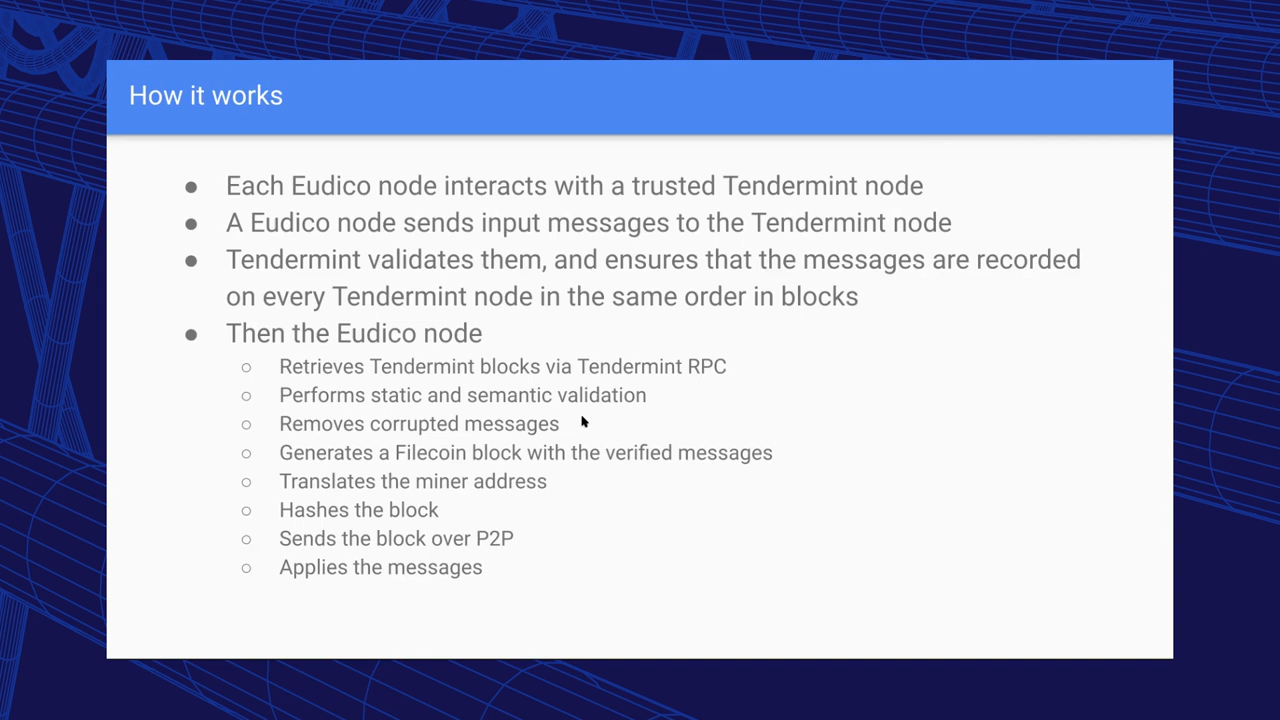 How it works
● Each Eudico node interacts with a trusted Tendermint node
● A Eudico node sends input messages to the Tendermint node
● Tendermint validates them, and ensures that the messages are recorded
on every Tendermint node in the same order in blocks
● Then the Eudico node
○ Retrieves Tendermint blocks via Tendermint RPC
○ Performs static and semantic validation
○ Removes corrupted messages
○ Generates a Filecoin block with the verified messages
○ Translates the miner address
○ Hashes the block
○ Sends the block over P2P
○ Applies the messages